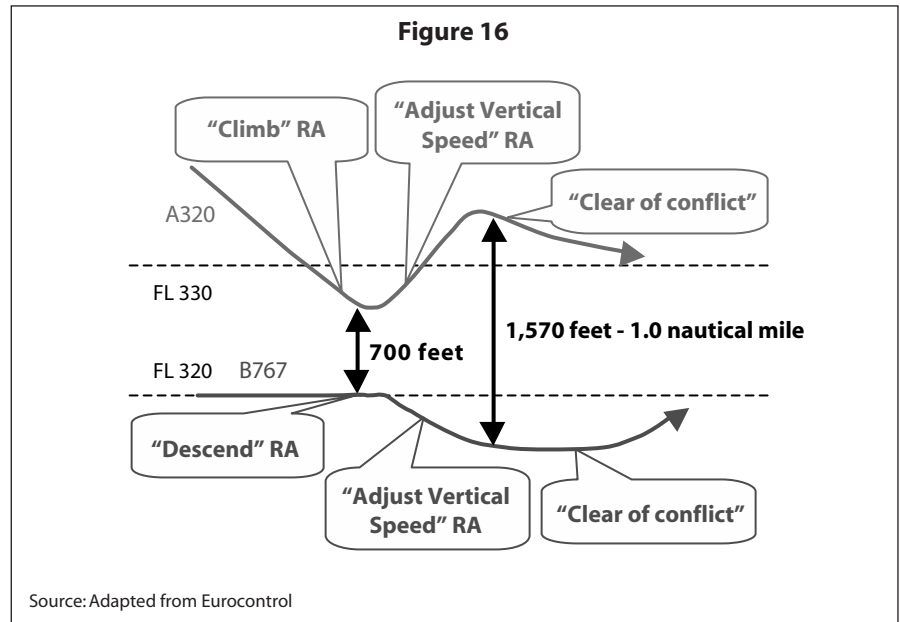 Figure 16
“Climb” RA
“Adjust Vertical
Speed” RA
“Clear of conflict”
A320
FL 330
1,570 feet - 1.0 nautical mile
700 feet
FL 320
B767
“Descend” RA
“Adjust Vertical
Speed” RA
“Clear of conflict”
Source: Adapted from Eurocontrol